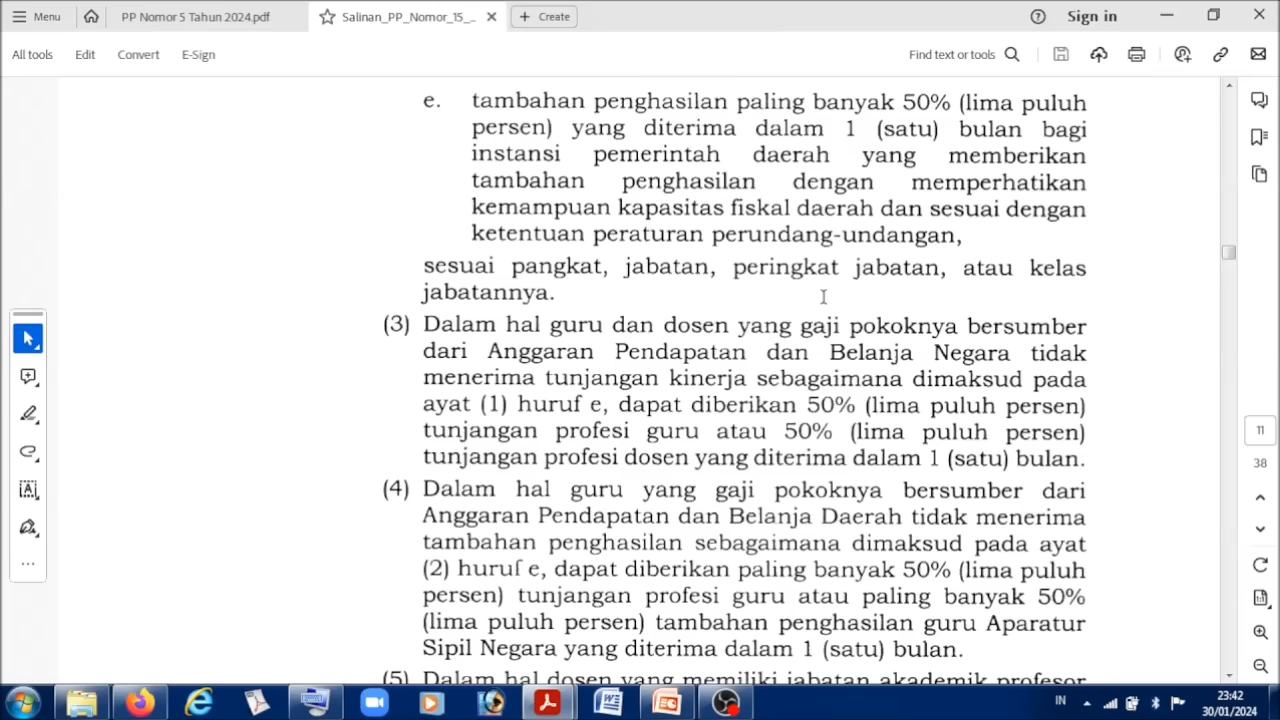 Menu
PP Nomor 5 Tahun 2024.pdf
Salinan_PP_Nomor_15_...
Create
Sign in
All tools
Edit
Convert
E-Sign
Find text or tools
e. tambahan penghasilan paling banyak 50% (lima puluh
persen) yang diterima dalam 1 (satu) bulan bagi
instansi pemerintah daerah yang memberikan
tambahan penghasilan dengan memperhatikan
kemampuan kapasitas fiskal daerah dan sesuai dengan
ketentuan peraturan perundang-undangan,
sesuai pangkat, jabatan, peringkat jabatan, atau kelas
jabatannya.
(3) Dalam hal guru dan dosen yang gaji pokoknya bersumber
dari Anggaran Pendapatan dan Belanja Negara tidak
menerima tunjangan kinerja sebagaimana dimaksud pada
ayat (1) huruf e, dapat diberikan 50% (lima puluh persen)
tunjangan profesi guru atau 50% (lima puluh persen)
tunjangan profesi dosen yang diterima dalam 1 (satu) bulan.
(4) Dalam hal guru yang gaji pokoknya bersumber dari
Anggaran Pendapatan dan Belanja Daerah tidak menerima
tambahan penghasilan sebagaimana dimaksud pada ayat
(2) huruf e, dapat diberikan paling banyak 50% (lima puluh
persen) tunjangan profesi guru atau paling banyak 50%
(lima puluh persen) tambahan penghasilan guru Aparatur
Sipil Negara yang diterima dalam 1 (satu) bulan.
(5) Dalam hal dosen yang memiliki jabatan akademik profesor
11
38
IN
23:42
30/01/2024